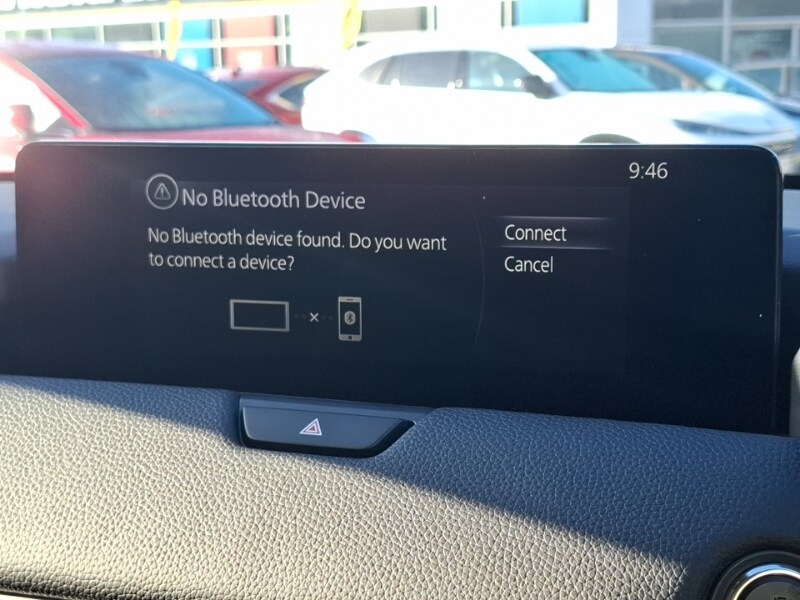 9:46
No Bluetooth Device
No Bluetooth device found. Do you want
to connect a device?
Connect
Cancel